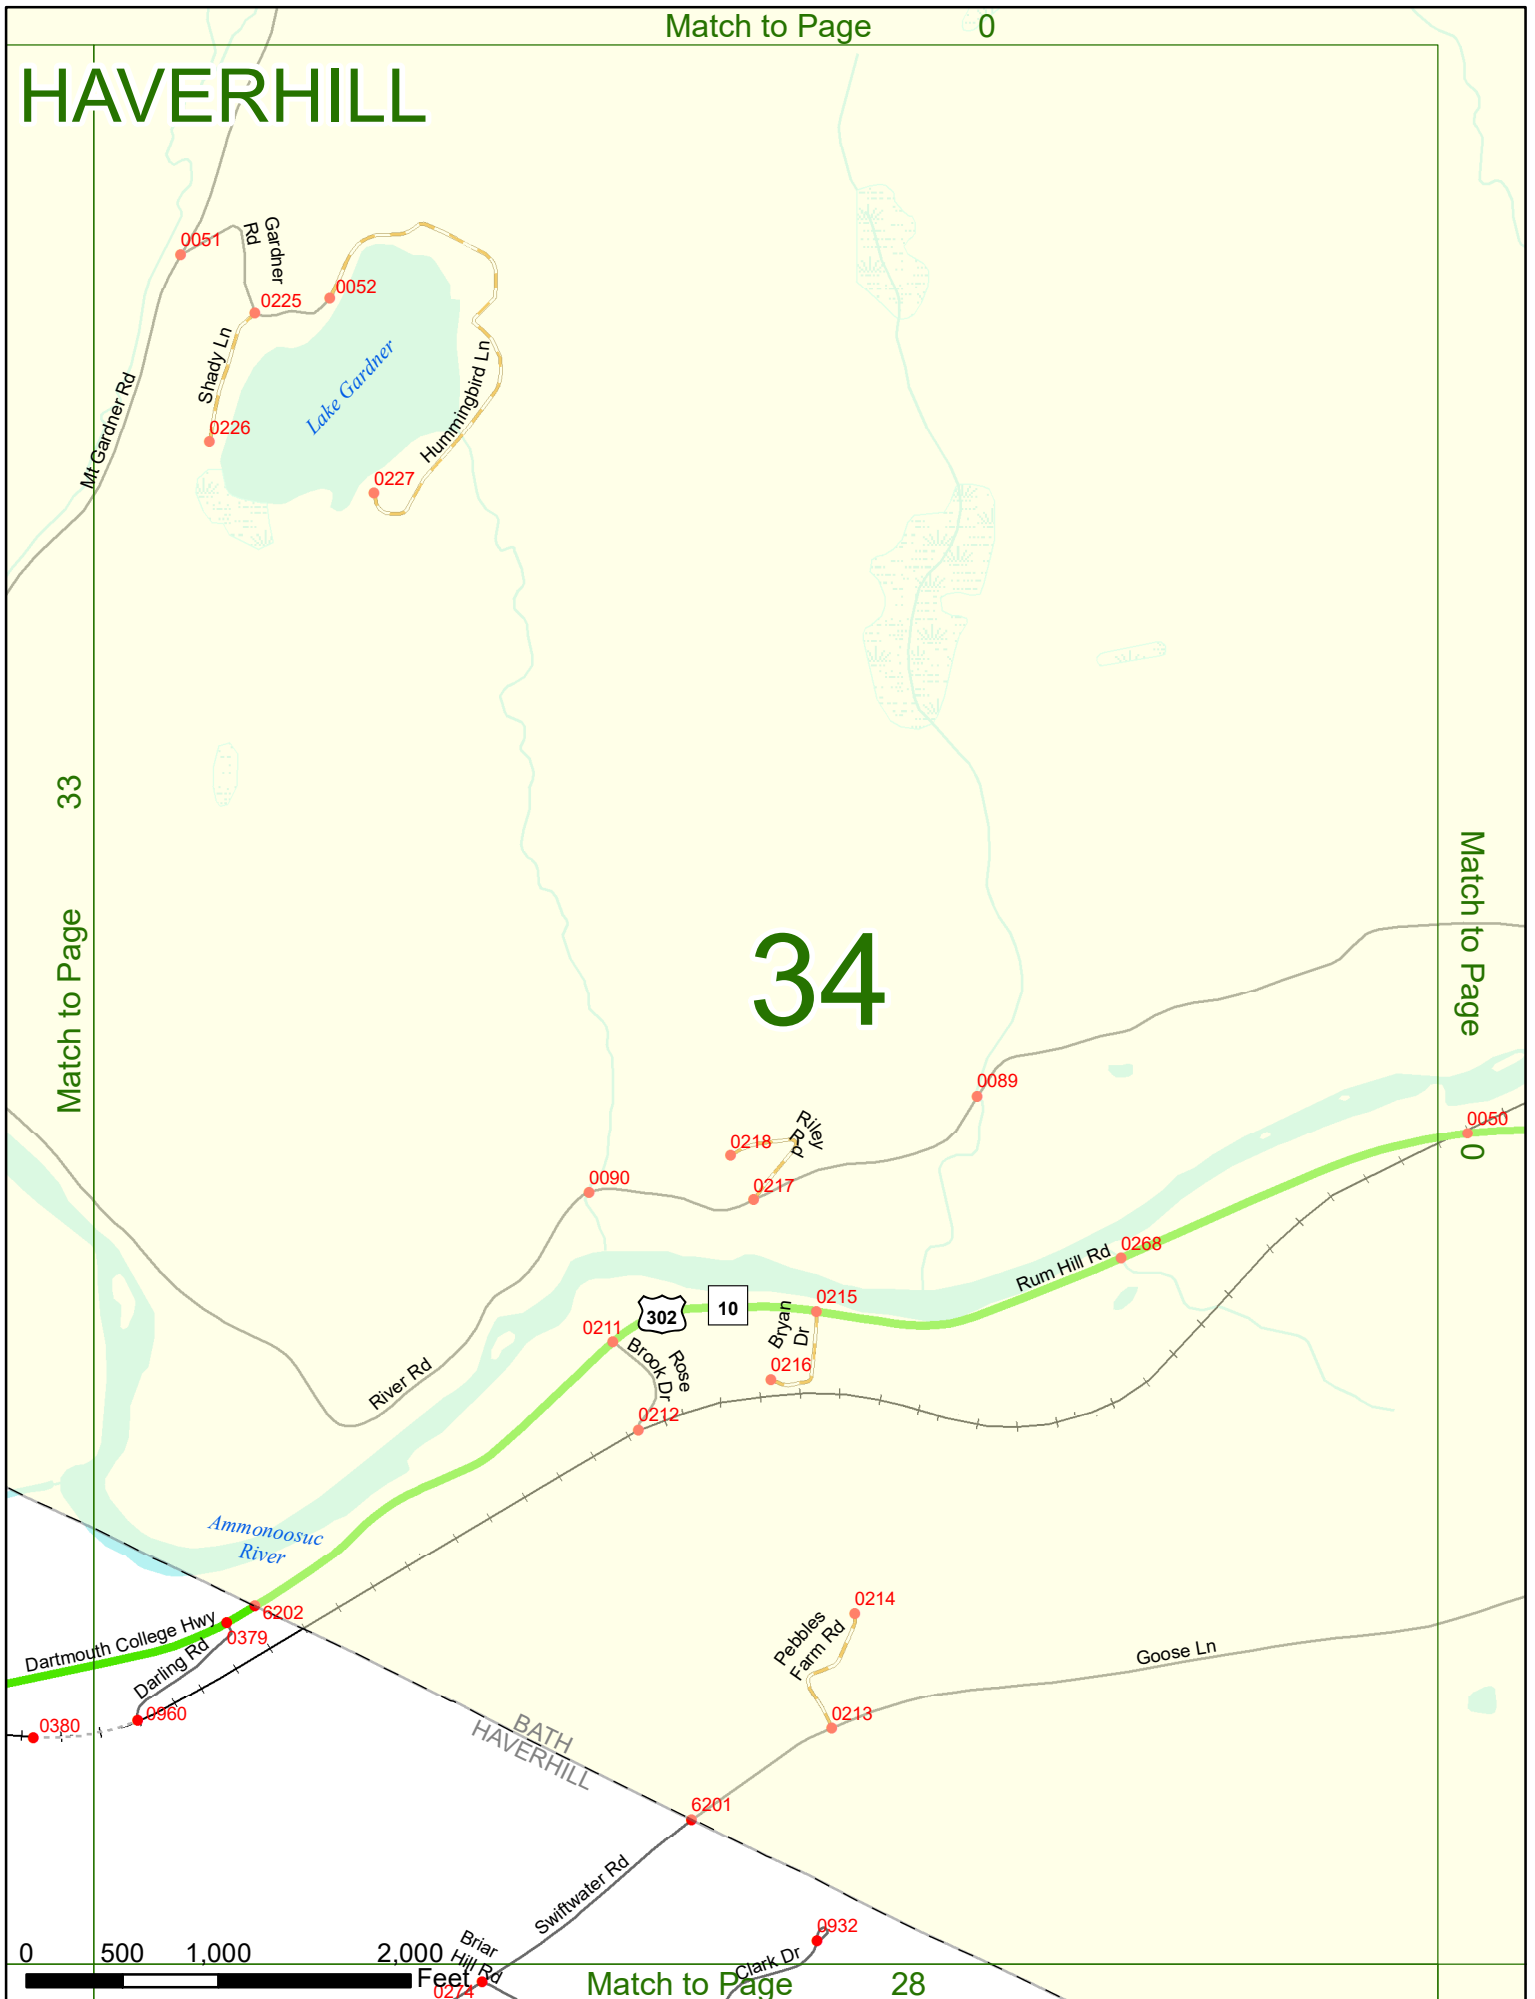 Match to Page 0
HAVERHILL
0051
Gardner
Rd
0225
0052
Shady Ln
Lake Gardner
Hummingbird Ln
Mt Gardner Rd
0226
0227
33
Match to Page
Match to Page
0
34
0089
0050
Riley
Rd
0218
0217
0090
0268
Rum Hill Rd
302
10
Bryan
Dr
0215
0211
0216
Rose
Brook Dr
0212
River Rd
Ammonoosuc
River
6202
0379
Dartmouth College Hwy
Darling Rd
0960
0380
0214
Pebbles
Farm Rd
0213
Goose Ln
BATH
HAVERHILL
6201
Swiftwater Rd
0932
Briar
Hill Rd
Clark Dr
0274
0 500 1,000 2,000
Feet
Match to Page 28